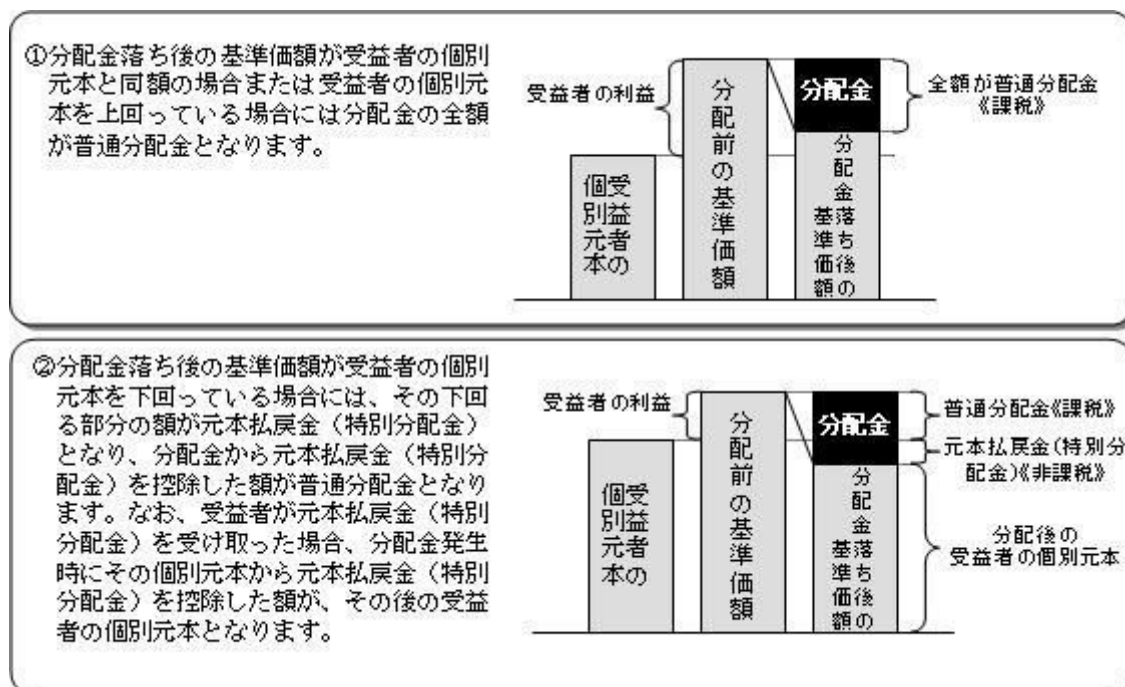 ①分配金落ち後の基準価額が受益者の個別
元本と同額の場合または受益者の個別元
本を上回っている場合には分配金の全額
が普通分配金となります。
受益者の利益
受益者の
個別元本
分配前の基準価額
分配金
分配金落ち後の
基準価額
全額が普通分配金
《課税》
②分配金落ち後の基準価額が受益者の個別
元本を下回っている場合には、その下回
る部分の額が元本払戻金（特別分配金）
となり、分配金から元本払戻金（特別分
配金）を控除した額が普通分配金となり
ます。なお、受益者が元本払戻金（特別
分配金）を受け取った場合、分配金発生
時にその個別元本から元本払戻金（特別
分配金）を控除した額が、その後の受益
者の個別元本となります。
受益者の利益
受益者の
個別元本
分配前の基準価額
分配金
分配金落ち後の
基準価額
普通分配金《課税》
元本払戻金(特別分
配金)《非課税》
分配後の
受益者の個別元本